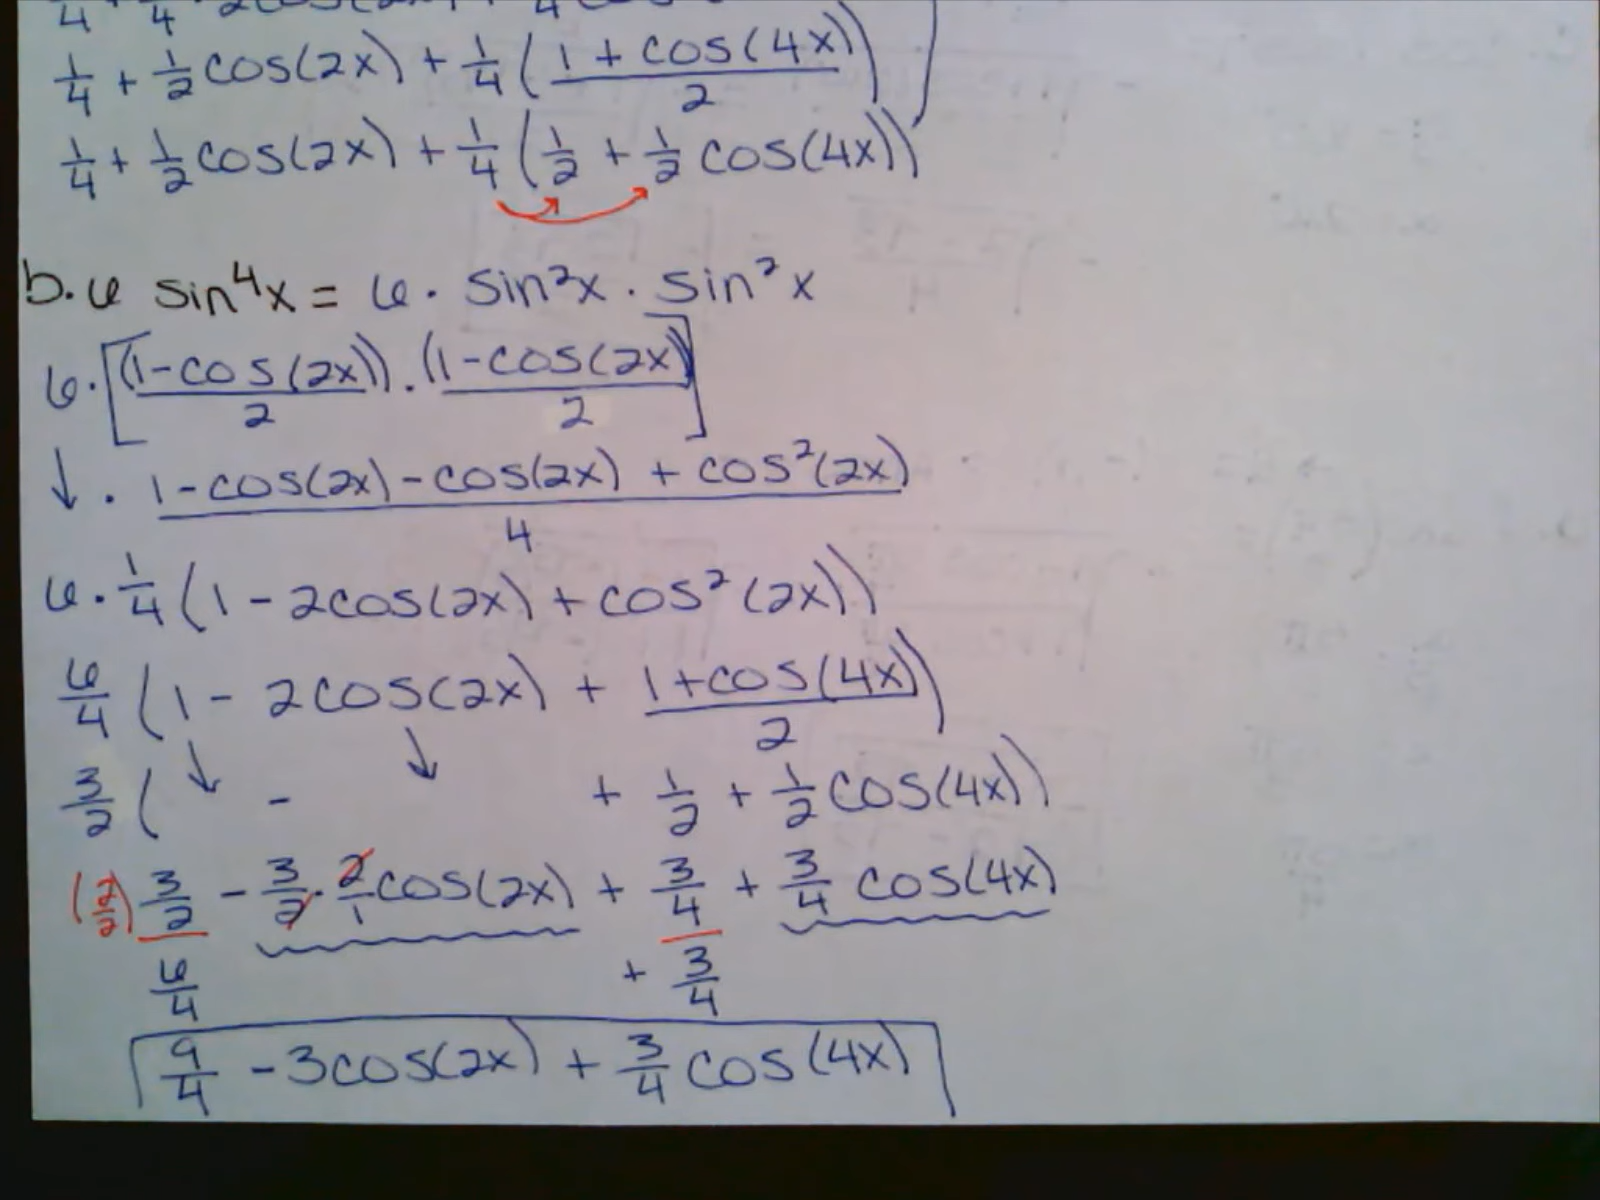 1/4 + 1/2 cos(2x) + 1/4 ( (1 + cos(4x))/2 )
1/4 + 1/2 cos(2x) + 1/4 (1/2 + 1/2 cos(4x))
b. 6 sin⁴x = 6 · sin²x · sin²x
6 · [ (1-cos(2x))/2 · (1-cos(2x))/2 ]
↓ · (1-cos(2x) - cos(2x) + cos²(2x))/4
6 · 1/4 (1 - 2cos(2x) + cos²(2x))
6/4 (1 - 2cos(2x) + (1+cos(4x))/2 )
3/2 ( ↓ - ↓ + 1/2 + 1/2 cos(4x))
(2/2) 3/2 - 3/2 · 2/1 cos(2x) + 3/4 + 3/4 cos(4x)
6/4 + 3/4
9/4 - 3cos(2x) + 3/4 cos(4x)